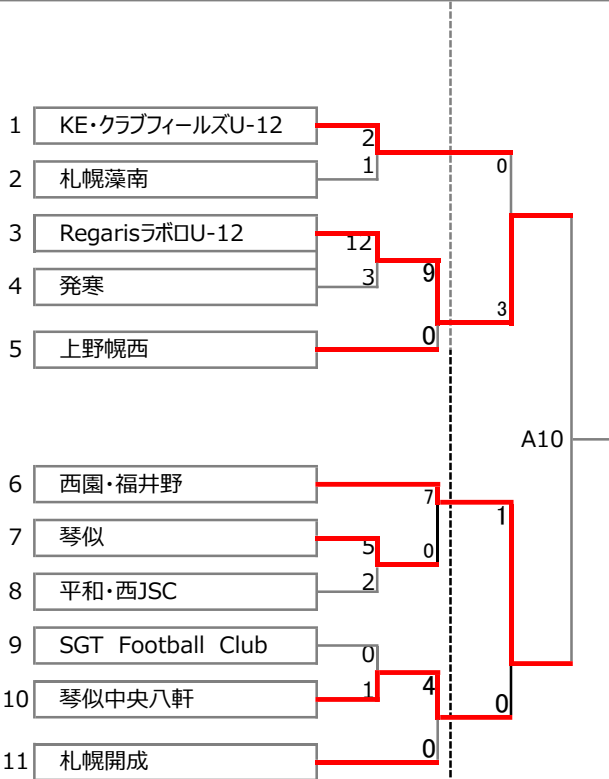 1 KE・クラブフィールズU-12
2
1
0
2 札幌藻南
3 RegarisラボロU-12
12
3
9
4 発寒
3
5 上野幌西
0
A10
6 西園・福井野
7
1
7 琴似
5
0
8 平和・西JSC
2
9 SGT Football Club
0
10 琴似中央八軒
1
4
0
11 札幌開成
0